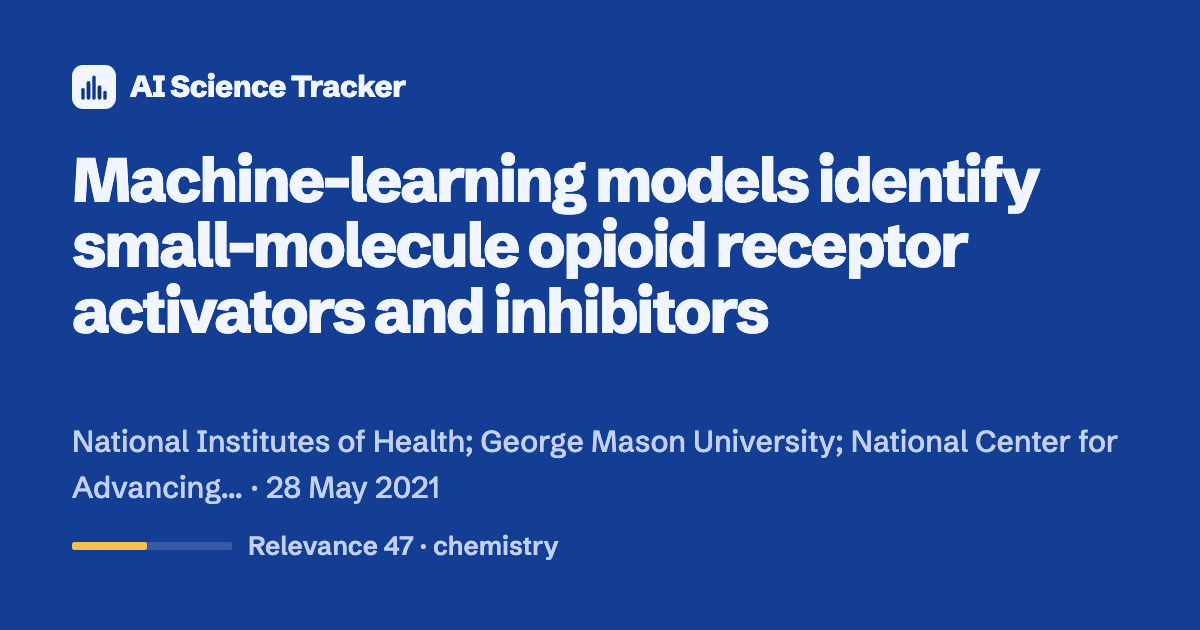 AI Science Tracker
Machine-learning models identify
small-molecule opioid receptor
activators and inhibitors
National Institutes of Health; George Mason University; National Center for
Advancing... · 28 May 2021
Relevance 47 · chemistry